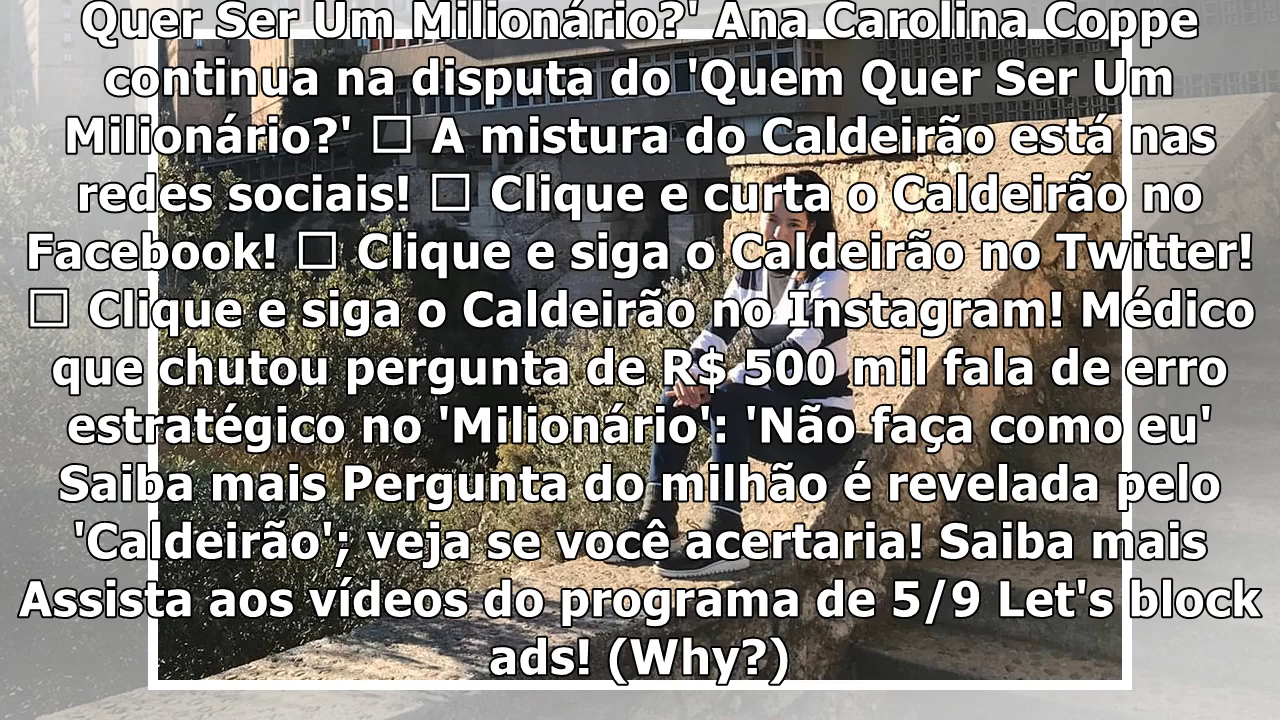 Quer Ser Um Milionário?' Ana Carolina Coppe
continua na disputa do 'Quem Quer Ser Um
Milionário?' □ A mistura do Caldeirão está nas
redes sociais! □ Clique e curta o Caldeirão no
Facebook! □ Clique e siga o Caldeirão no Twitter!
□ Clique e siga o Caldeirão no Instagram! Médico
que chutou pergunta de R$ 500 mil fala de erro
estratégico no 'Milionário': 'Não faça como eu'
Saiba mais Pergunta do milhão é revelada pelo
'Caldeirão'; veja se você acertaria! Saiba mais
Assista aos vídeos do programa de 5/9 Let's block
ads! (Why?)